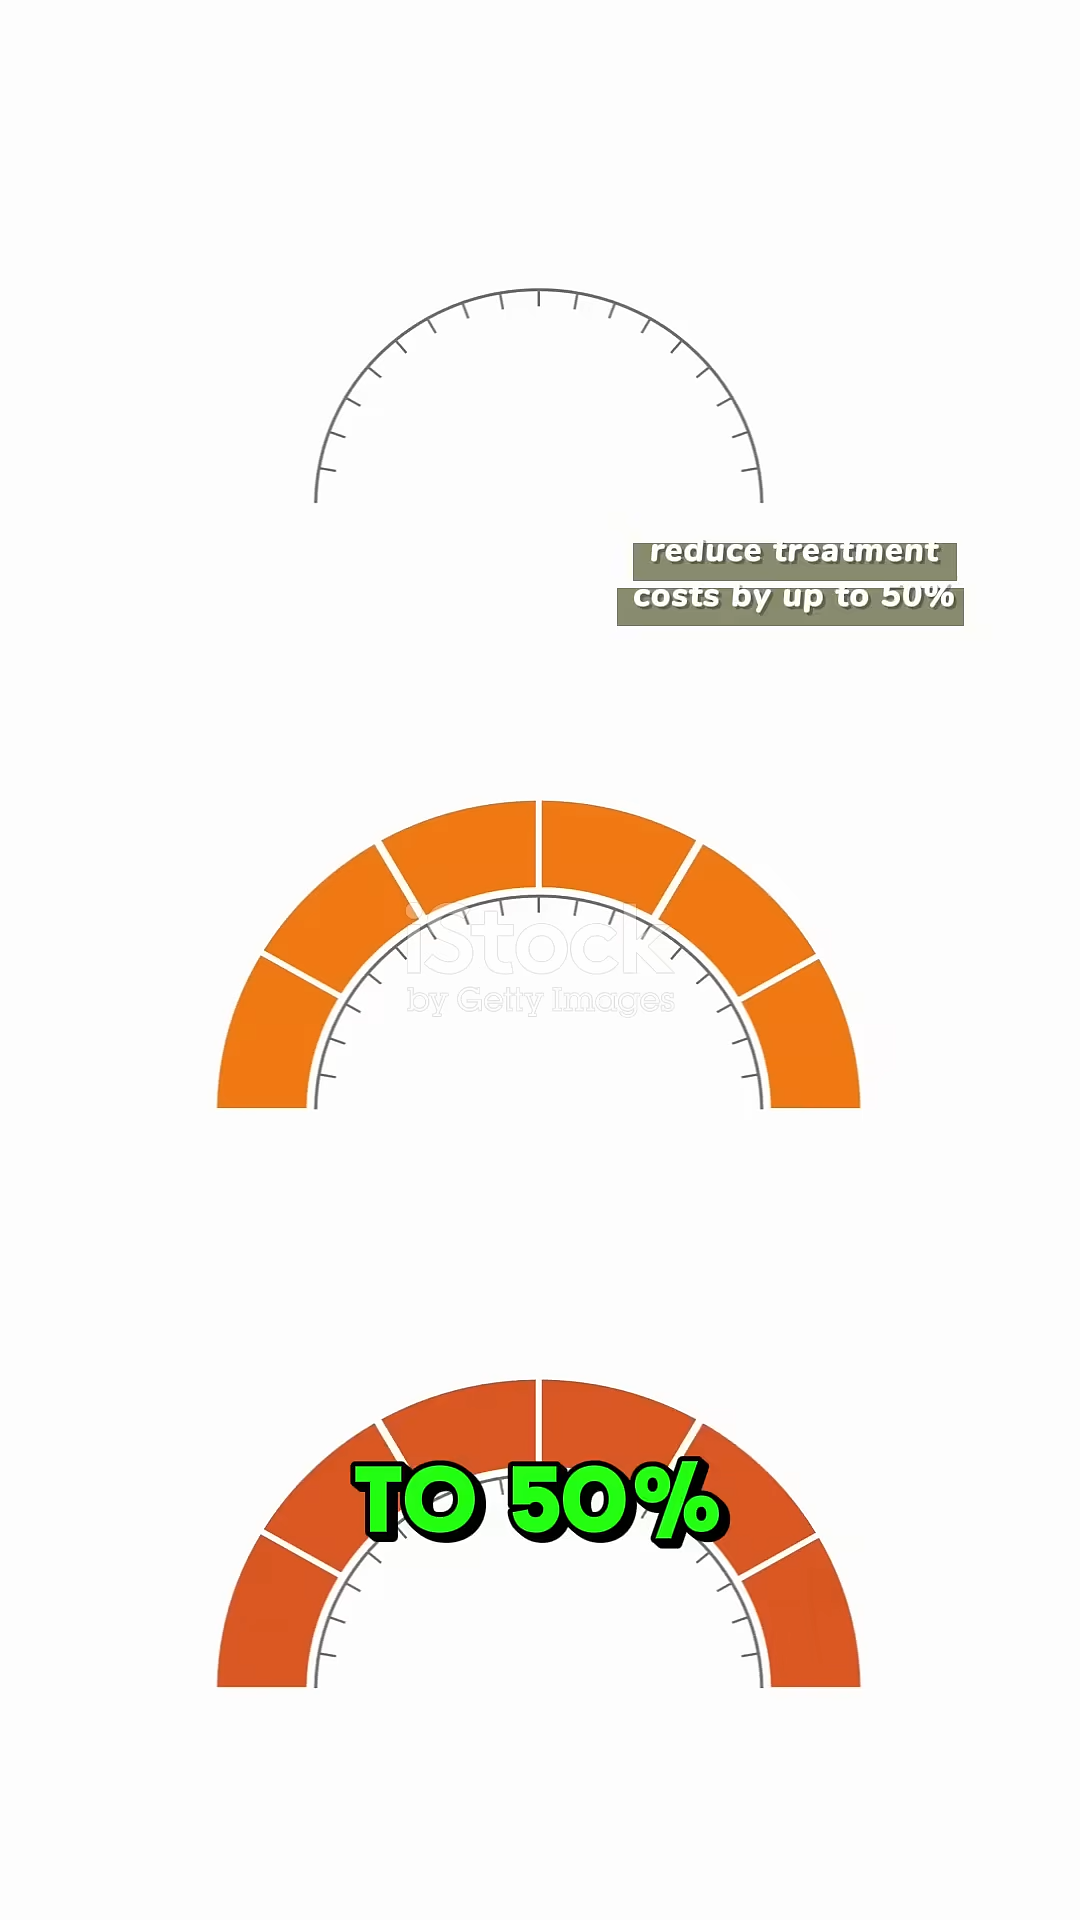 reduce treatment
costs by up to 50%
iStock
by Getty Images
TO 50%